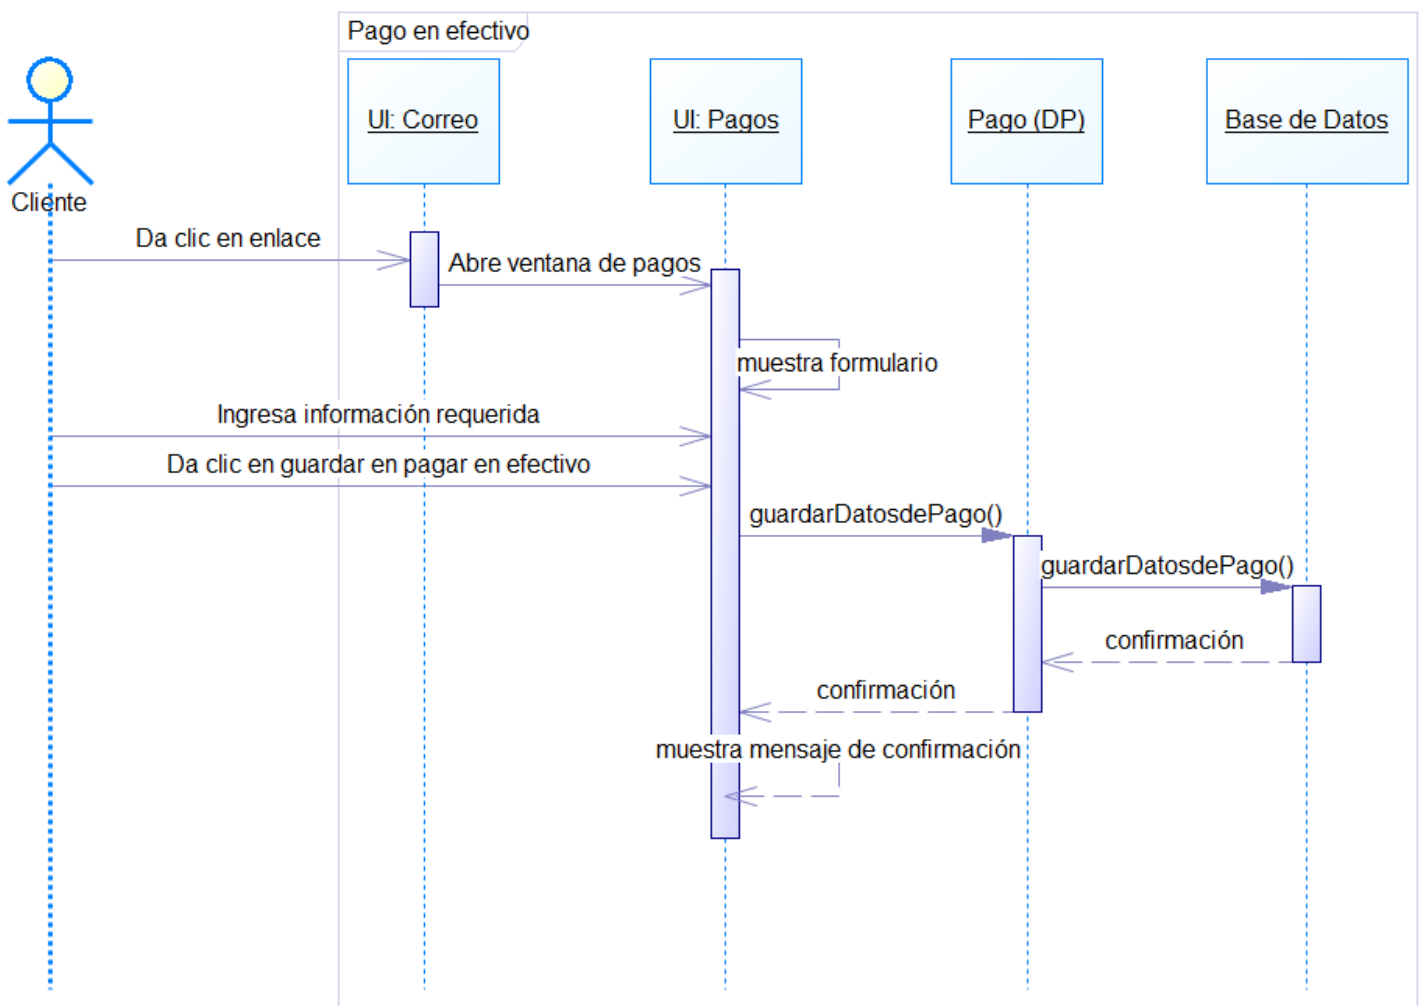 Pago en efectivo
UI: Correo
UI: Pagos
Pago (DP)
Base de Datos
Cliente
Da clic en enlace
Abre ventana de pagos
muestra formulario
Ingresa información requerida
Da clic en guardar en pagar en efectivo
guardarDatosdePago()
guardarDatosdePago()
confirmación
confirmación
muestra mensaje de confirmación